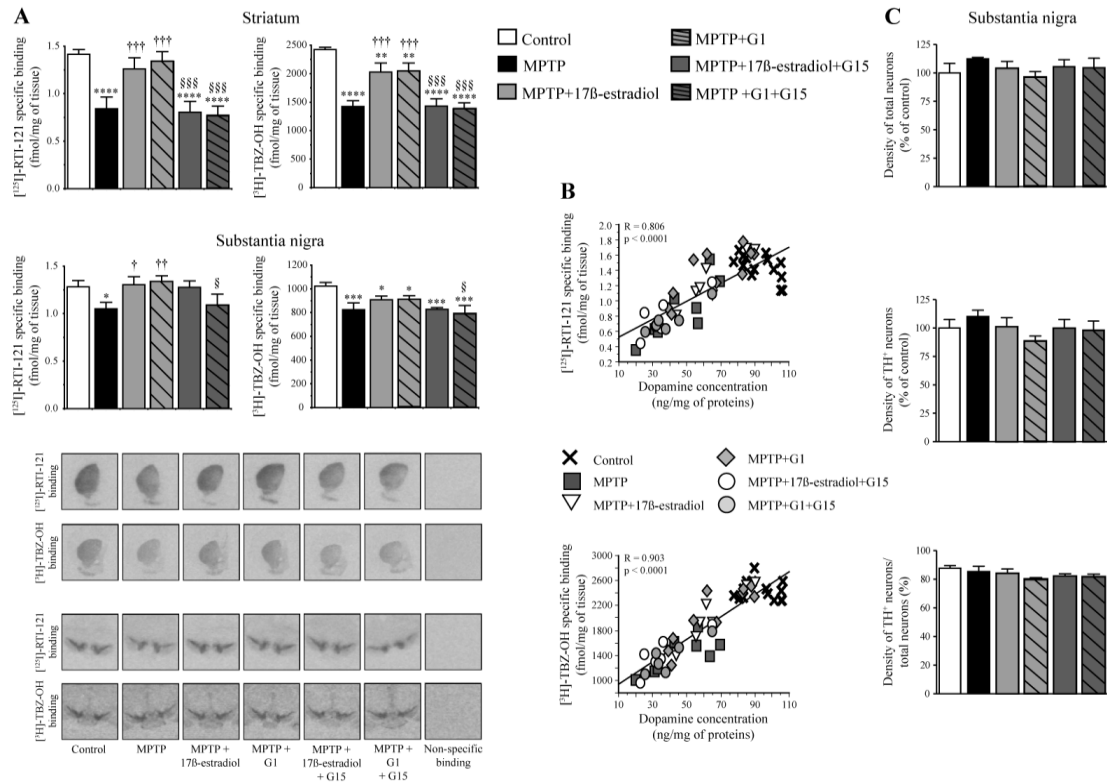 A
Striatum
[¹²⁵I]-RTI-121 specific binding
(fmol/mg of tissue)
1.5
1.0
0.5
0.0
****
†††
†††
§§§
****
§§§
****
[³H]-TBZ-OH specific binding
(fmol/mg of tissue)
2500
2000
1500
1000
500
0
****
†††
**
†††
**
§§§
****
§§§
****
Control
MPTP
MPTP+17ß-estradiol
MPTP+G1
MPTP+17ß-estradiol+G15
MPTP +G1+G15
Substantia nigra
[¹²⁵I]-RTI-121 specific binding
(fmol/mg of tissue)
1.5
1.0
0.5
0.0
*
†
††
§
[³H]-TBZ-OH specific binding
(fmol/mg of tissue)
1000
800
600
400
200
0
***
*
*
***
§
***
[¹²⁵I]-RTI-121
binding
[³H]-TBZ-OH
binding
[¹²⁵I]-RTI-121
binding
[³H]-TBZ-OH
binding
Control
MPTP
MPTP +
17ß-estradiol
MPTP +
G1
MPTP +
17ß-estradiol
+ G15
MPTP +
G1
+ G15
Non-specific
binding
B
[¹²⁵I]-RTI-121 specific binding
(fmol/mg of tissue)
2.0
1.8
1.6
1.4
1.2
1.0
0.8
0.6
0.4
0.2
R = 0.806
p < 0.0001
10 30 50 70 90 110
Dopamine concentration
(ng/mg of proteins)
Control
MPTP
MPTP+17ß-estradiol
MPTP+G1
MPTP+17ß-estradiol+G15
MPTP+G1+G15
[³H]-TBZ-OH specific binding
(fmol/mg of tissue)
3000
2600
2200
1800
1400
1000
R = 0.903
p < 0.0001
10 30 50 70 90 110
Dopamine concentration
(ng/mg of proteins)
C
Substantia nigra
Density of total neurons
(% of control)
125
100
75
50
25
0
Density of TH⁺ neurons
(% of control)
125
100
75
50
25
0
Density of TH⁺ neurons/
total neurons (%)
100
80
60
40
20
0